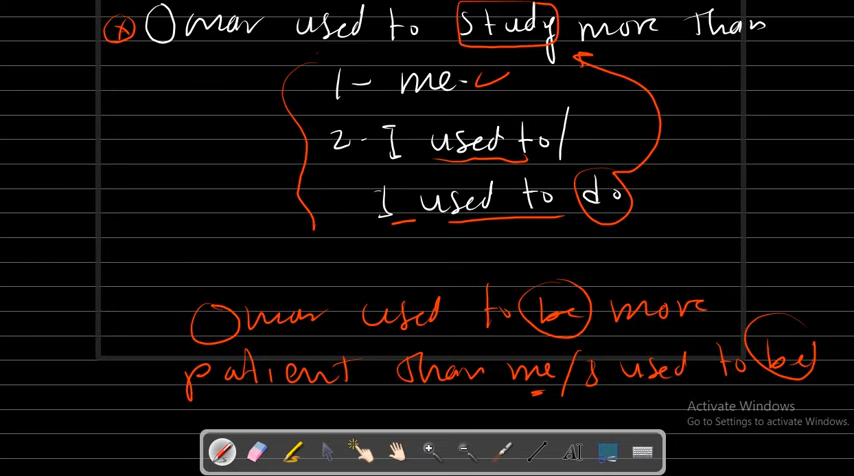 Omar used to study more than
1- me.
2- I used to/
I used to do
Omar used to be more
patient than me/I used to be
Activate Windows
Go to Settings to activate Windows.
AI